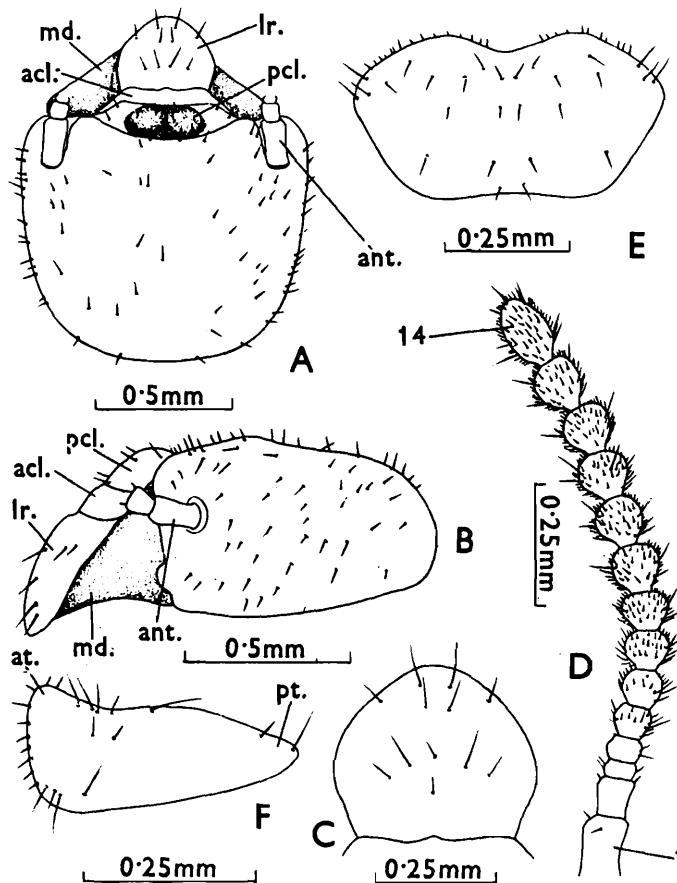 md.
lr.
acl.
pcl.
ant.
A
0·5mm
E
0·25mm
pcl.
acl.
lr.
md.
ant.
B
0·5mm
14
0·25mm
D
at.
pt.
F
0·25mm
C
0·25mm